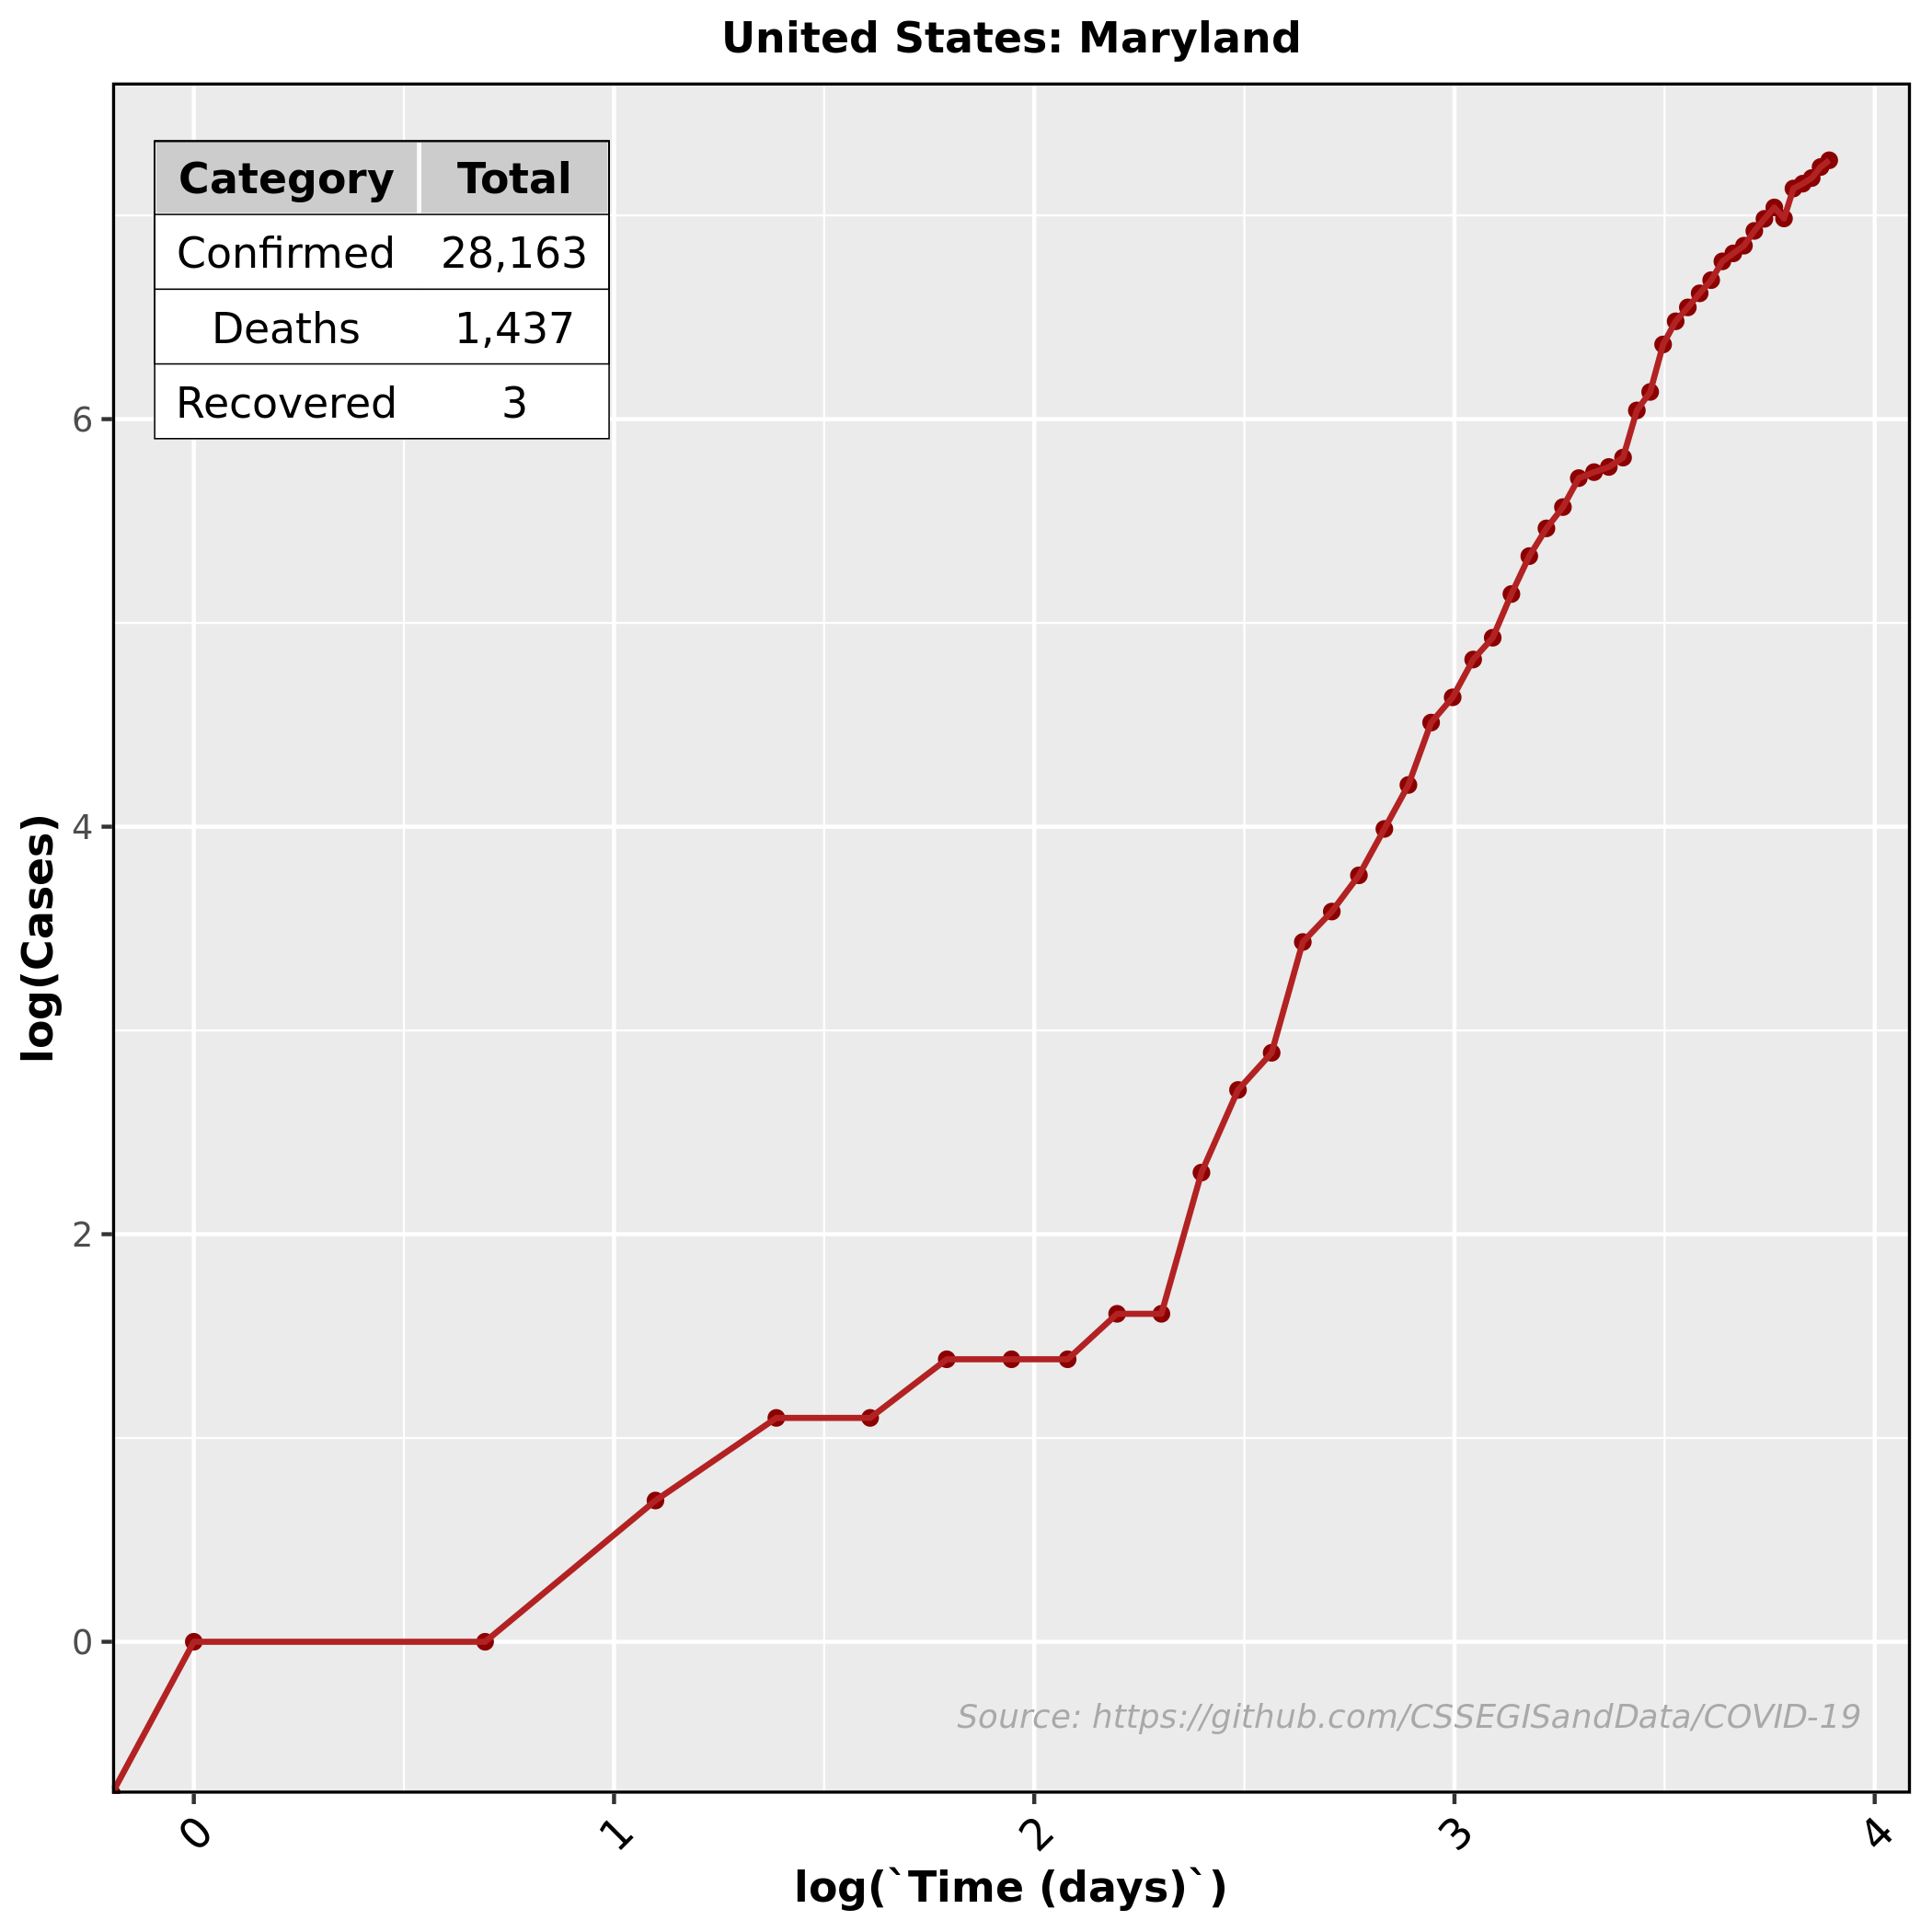 United States: Maryland
Category Total
Confirmed 28,163
Deaths 1,437
Recovered 3
6
4
2
0
log(Cases)
Source: https://github.com/CSSEGISandData/COVID-19
0 1 2 3 4
log(`Time (days)`)